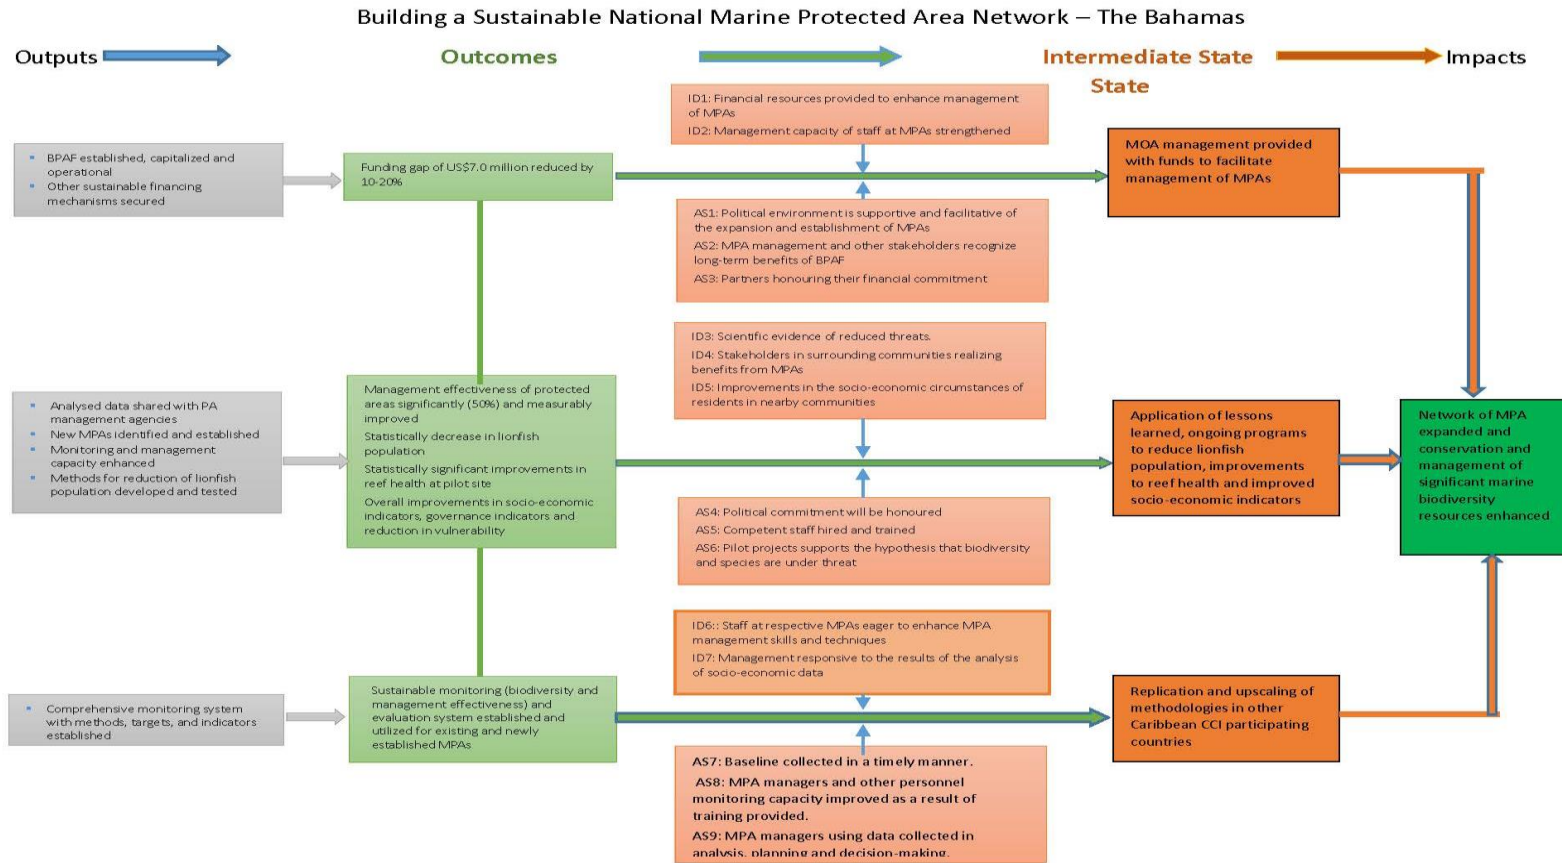 Building a Sustainable National Marine Protected Area Network – The Bahamas
Outputs
Outcomes
Intermediate State
State
Impacts
BPAF established, capitalized and
operational
Other sustainable financing
mechanisms secured
Funding gap of US$7.0 million reduced by
10-20%
ID1: Financial resources provided to enhance management
of MPAs
ID2: Management capacity of staff at MPAs strengthened
AS1: Political environment is supportive and facilitative of
the expansion and establishment of MPAs
AS2: MPA management and other stakeholders recognize
long-term benefits of BPAF
AS3: Partners honouring their financial commitment
MOA management provided
with funds to facilitate
management of MPAs
Analysed data shared with PA
management agencies
New MPAs identified and established
Monitoring and management
capacity enhanced
Methods for reduction of lionfish
population developed and tested
Management effectiveness of protected
areas significantly (50%) and measurably
improved
Statistically decrease in lionfish
population
Statistically significant improvements in
reef health at pilot site
Overall improvements in socio-economic
indicators, governance indicators and
reduction in vulnerability
ID3: Scientific evidence of reduced threats.
ID4: Stakeholders in surrounding communities realizing
benefits from MPAs
ID5: Improvements in the socio-economic circumstances of
residents in nearby communities
AS4: Political commitment will be honoured
AS5: Competent staff hired and trained
AS6: Pilot projects supports the hypothesis that biodiversity
and species are under threat
Application of lessons
learned, ongoing programs
to reduce lionfish
population, improvements
to reef health and improved
socio-economic indicators
Network of MPA
expanded and
conservation and
management of
significant marine
biodiversity
resources enhanced
Comprehensive monitoring system
with methods, targets, and indicators
established
Sustainable monitoring (biodiversity and
management effectiveness) and
evaluation system established and
utilized for existing and newly
established MPAs
ID6:: Staff at respective MPAs eager to enhance MPA
management skills and techniques
ID7: Management responsive to the results of the analysis
of socio-economic data
AS7: Baseline collected in a timely manner.
AS8: MPA managers and other personnel
monitoring capacity improved as a result of
training provided.
AS9: MPA managers using data collected in
analysis, planning and decision-making.
Replication and upscaling of
methodologies in other
Caribbean CCI participating
countries